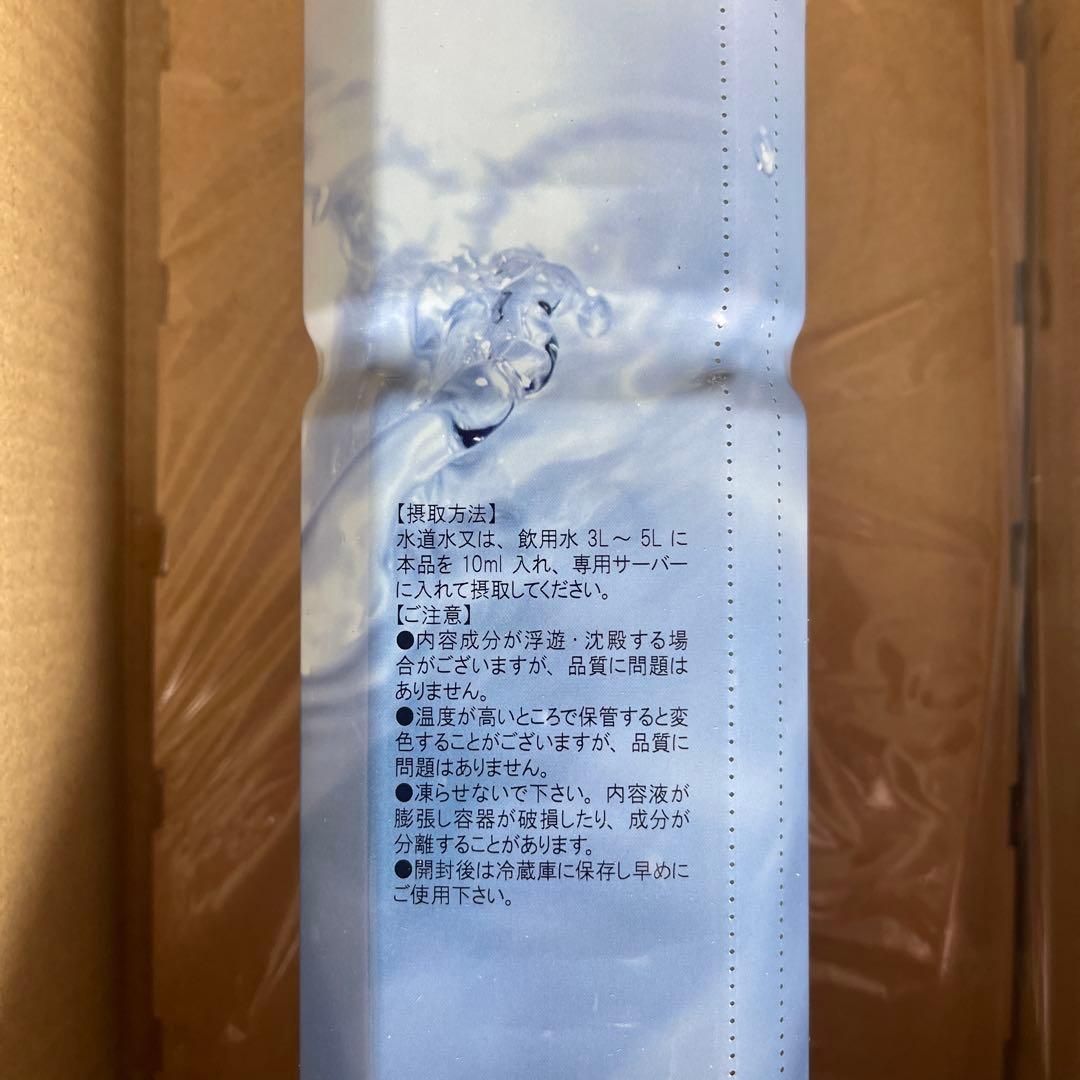 【摂取方法】
水道水又は、飲用水 3L～ 5L に
本品を 10ml 入れ、専用サーバー
に入れて摂取してください。
【ご注意】
●内容成分が浮遊・沈殿する場
合がございますが、品質に問題は
ありません。
●温度が高いところで保管すると変
色することがございますが、品質に
問題はありません。
●凍らせないで下さい。内容液が
膨張し容器が破損したり、成分が
分離することがあります。
●開封後は冷蔵庫に保存し早めに
ご使用下さい。